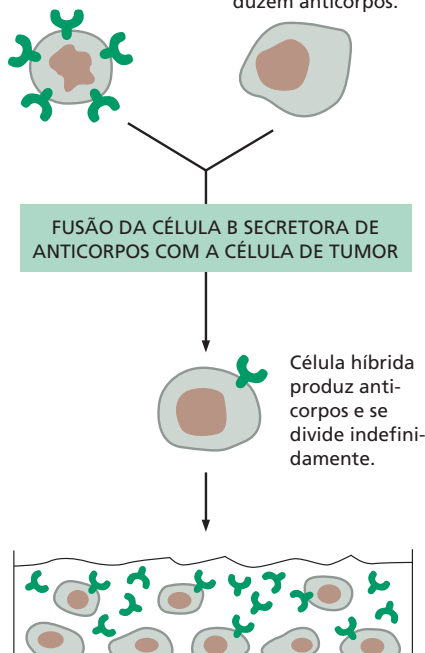 duzem anticorpos.
FUSÃO DA CÉLULA B SECRETORA DE
ANTICORPOS COM A CÉLULA DE TUMOR
Célula híbrida
produz anti-
corpos e se
divide indefini-
damente.